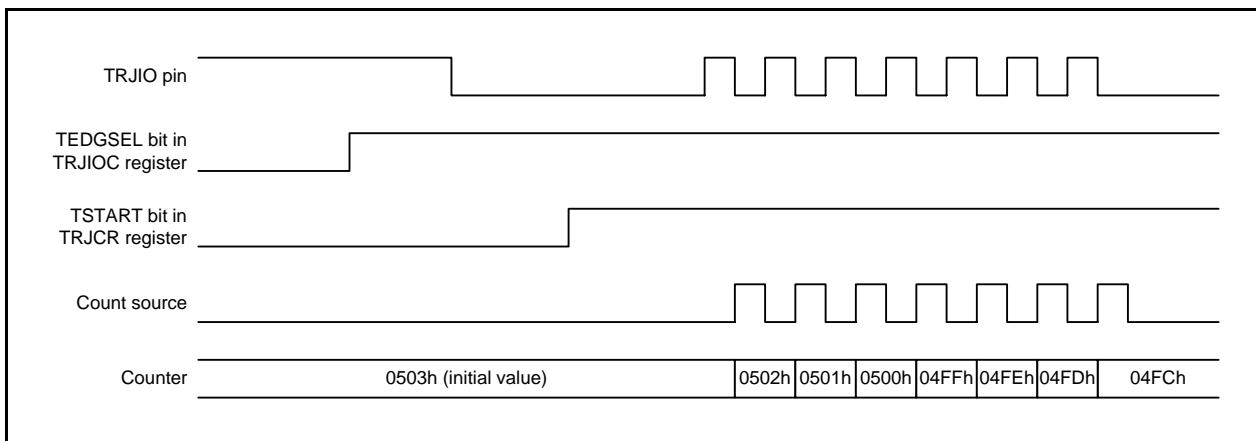 TRJIO pin
TEDGSEL bit in
TRJIOC register
TSTART bit in
TRJCR register
Count source
Counter
0503h (initial value)
0502h
0501h
0500h
04FFh
04FEh
04FDh
04FCh